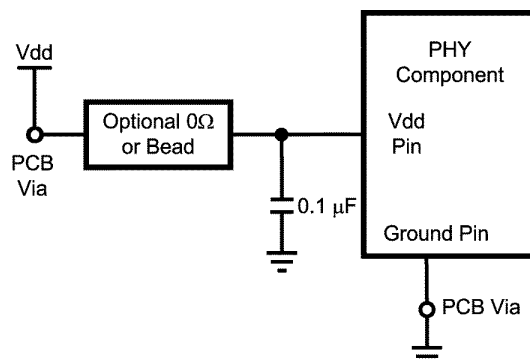 Vdd
PCB
Via
Optional 0Ω
or Bead
0.1 μF
PHY
Component
Vdd
Pin
Ground Pin
PCB Via